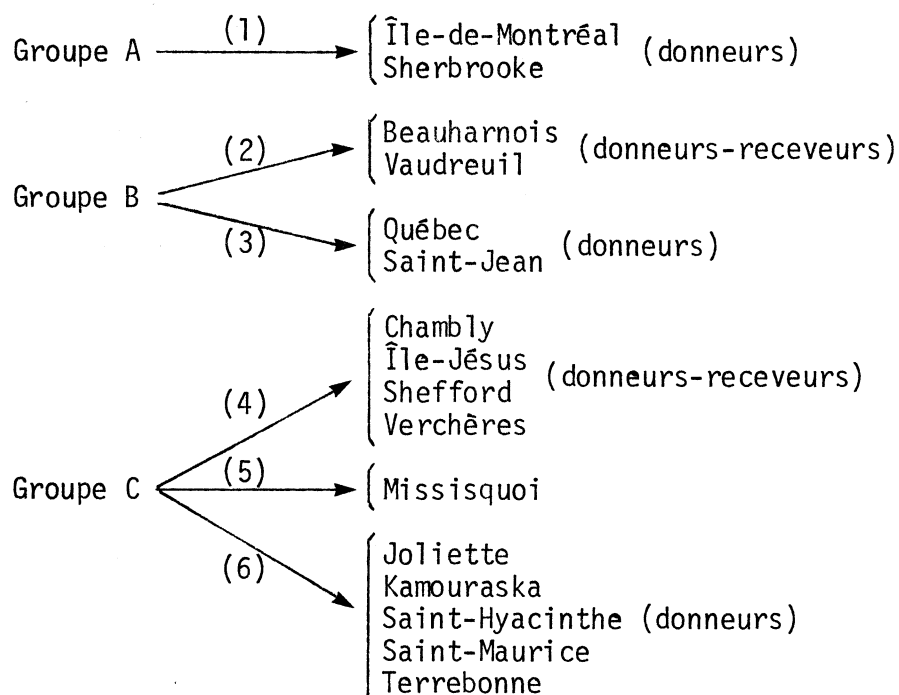 Groupe A (1) Île-de-Montréal
Sherbrooke (donneurs)
Groupe B (2) Beauharnois
Vaudreuil (donneurs-receveurs)
(3) Québec
Saint-Jean (donneurs)
Groupe C (4) Chambly
Île-Jésus
Shefford (donneurs-receveurs)
Verchères
(5) Missisquoi
(6) Joliette
Kamouraska
Saint-Hyacinthe (donneurs)
Saint-Maurice
Terrebonne